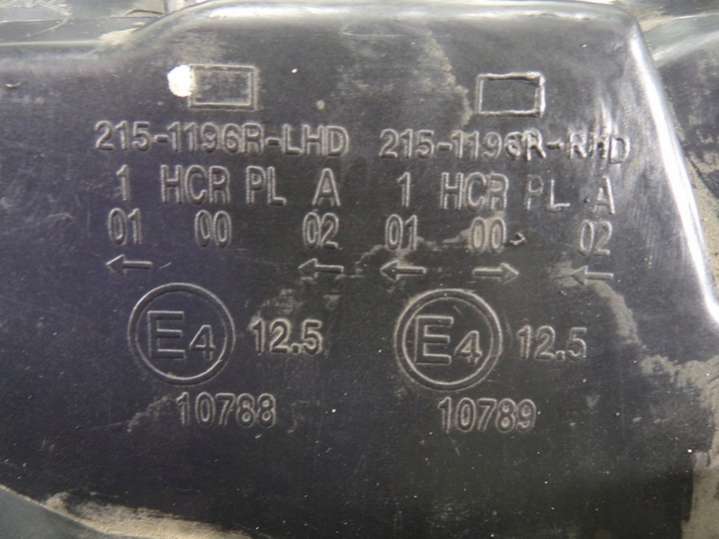 215-1196R-LHD 215-1196R-RHD
1 HCR PL A 1 HCR PL A
01 00 02 01 00 02
← ← ← → ←
E4 12.5 E4 12.5
10788 10789